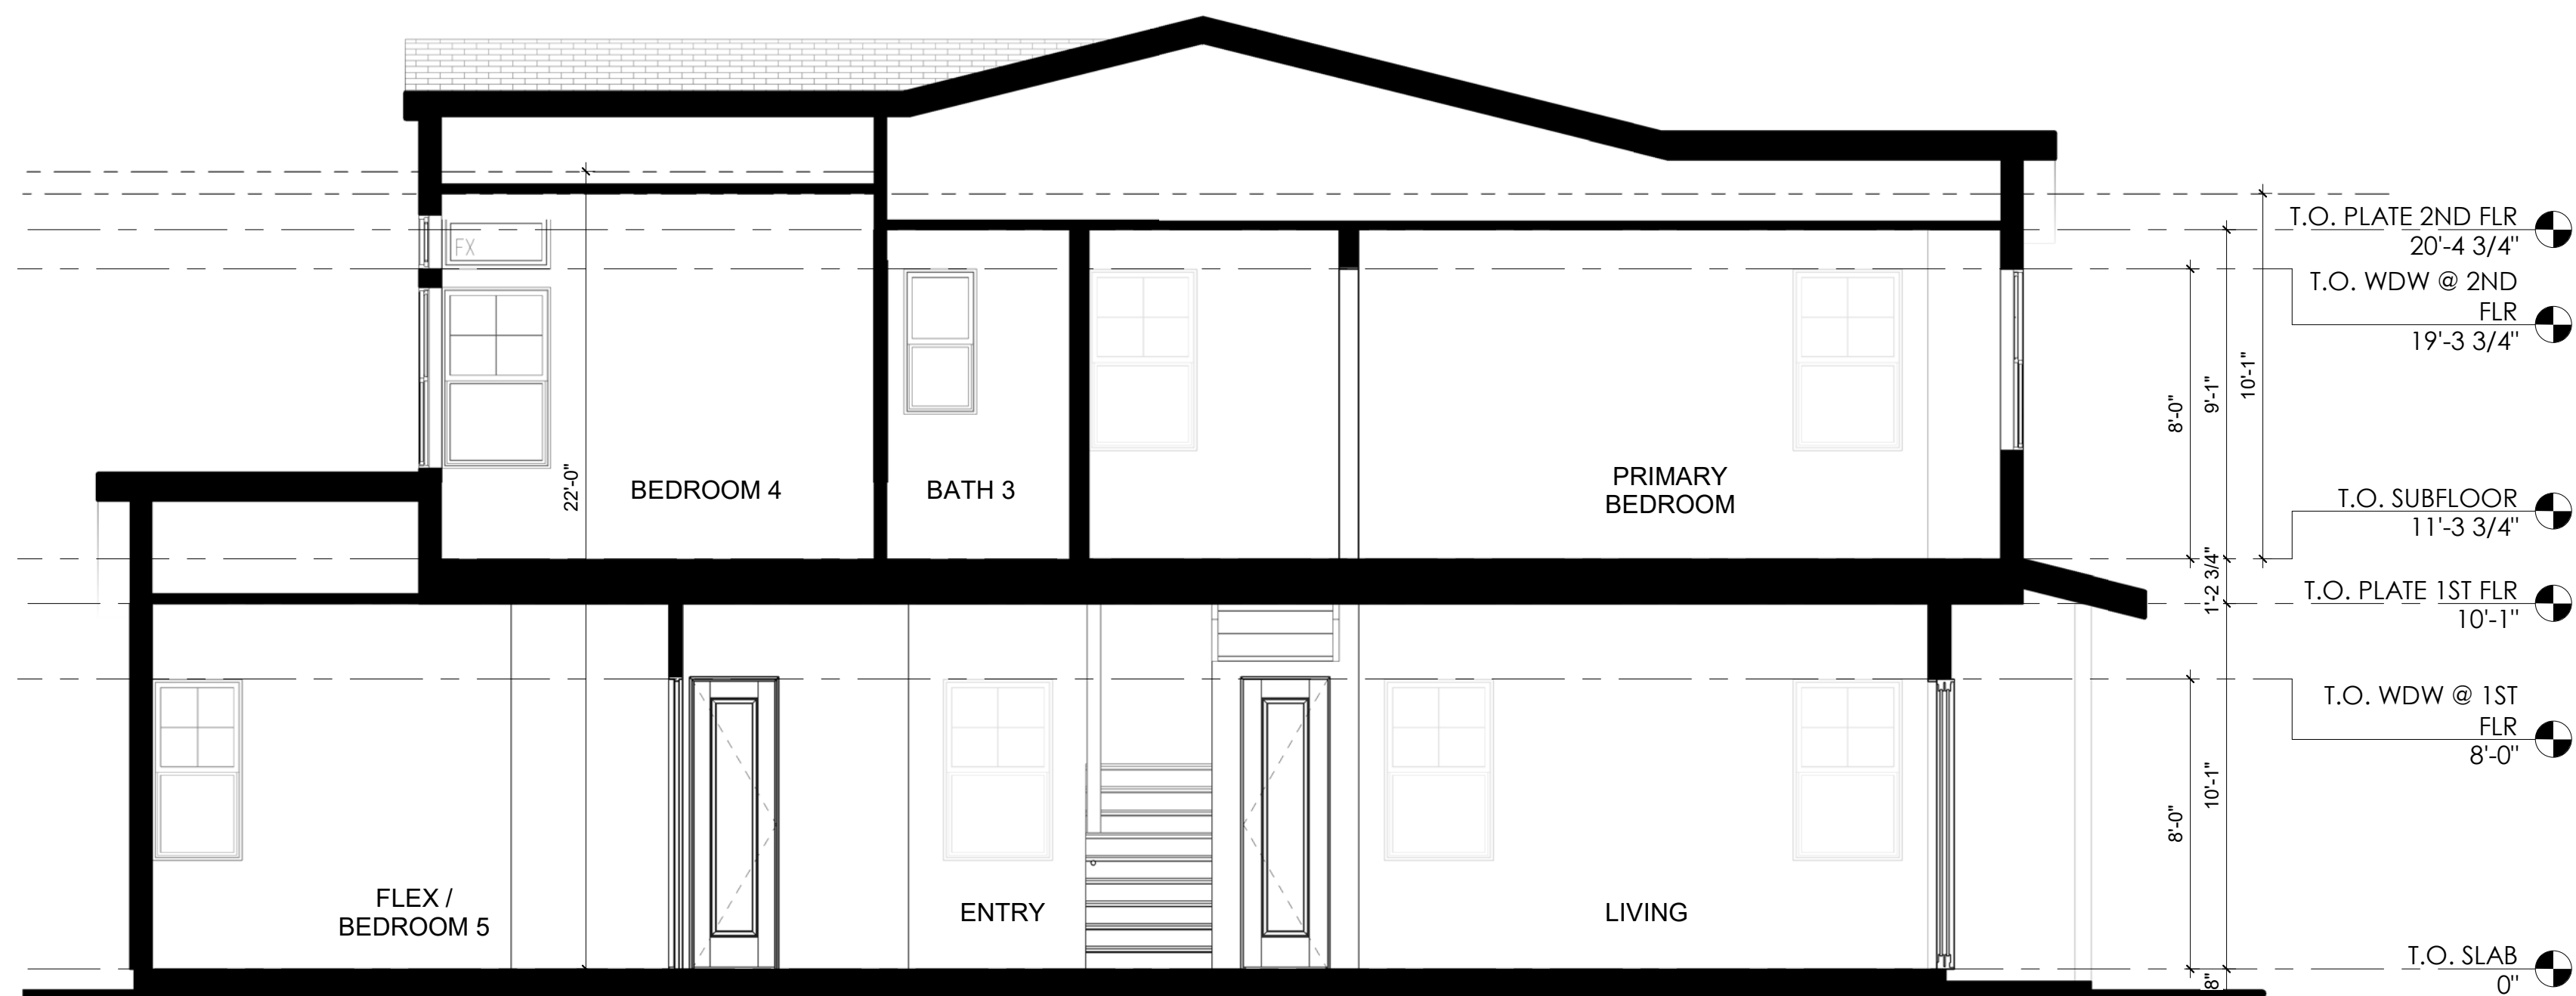 T.O. PLATE 2ND FLR
20'-4 3/4"
FX
T.O. WDW @ 2ND
FLR
19'-3 3/4"
10'-1"
9'-1"
8'-0"
22'-0"
BEDROOM 4
BATH 3
PRIMARY
BEDROOM
T.O. SUBFLOOR
11'-3 3/4"
1'-2 3/4"
T.O. PLATE 1ST FLR
10'-1"
T.O. WDW @ 1ST
FLR
8'-0"
10'-1"
8'-0"
FLEX /
BEDROOM 5
ENTRY
LIVING
T.O. SLAB
0"
8"